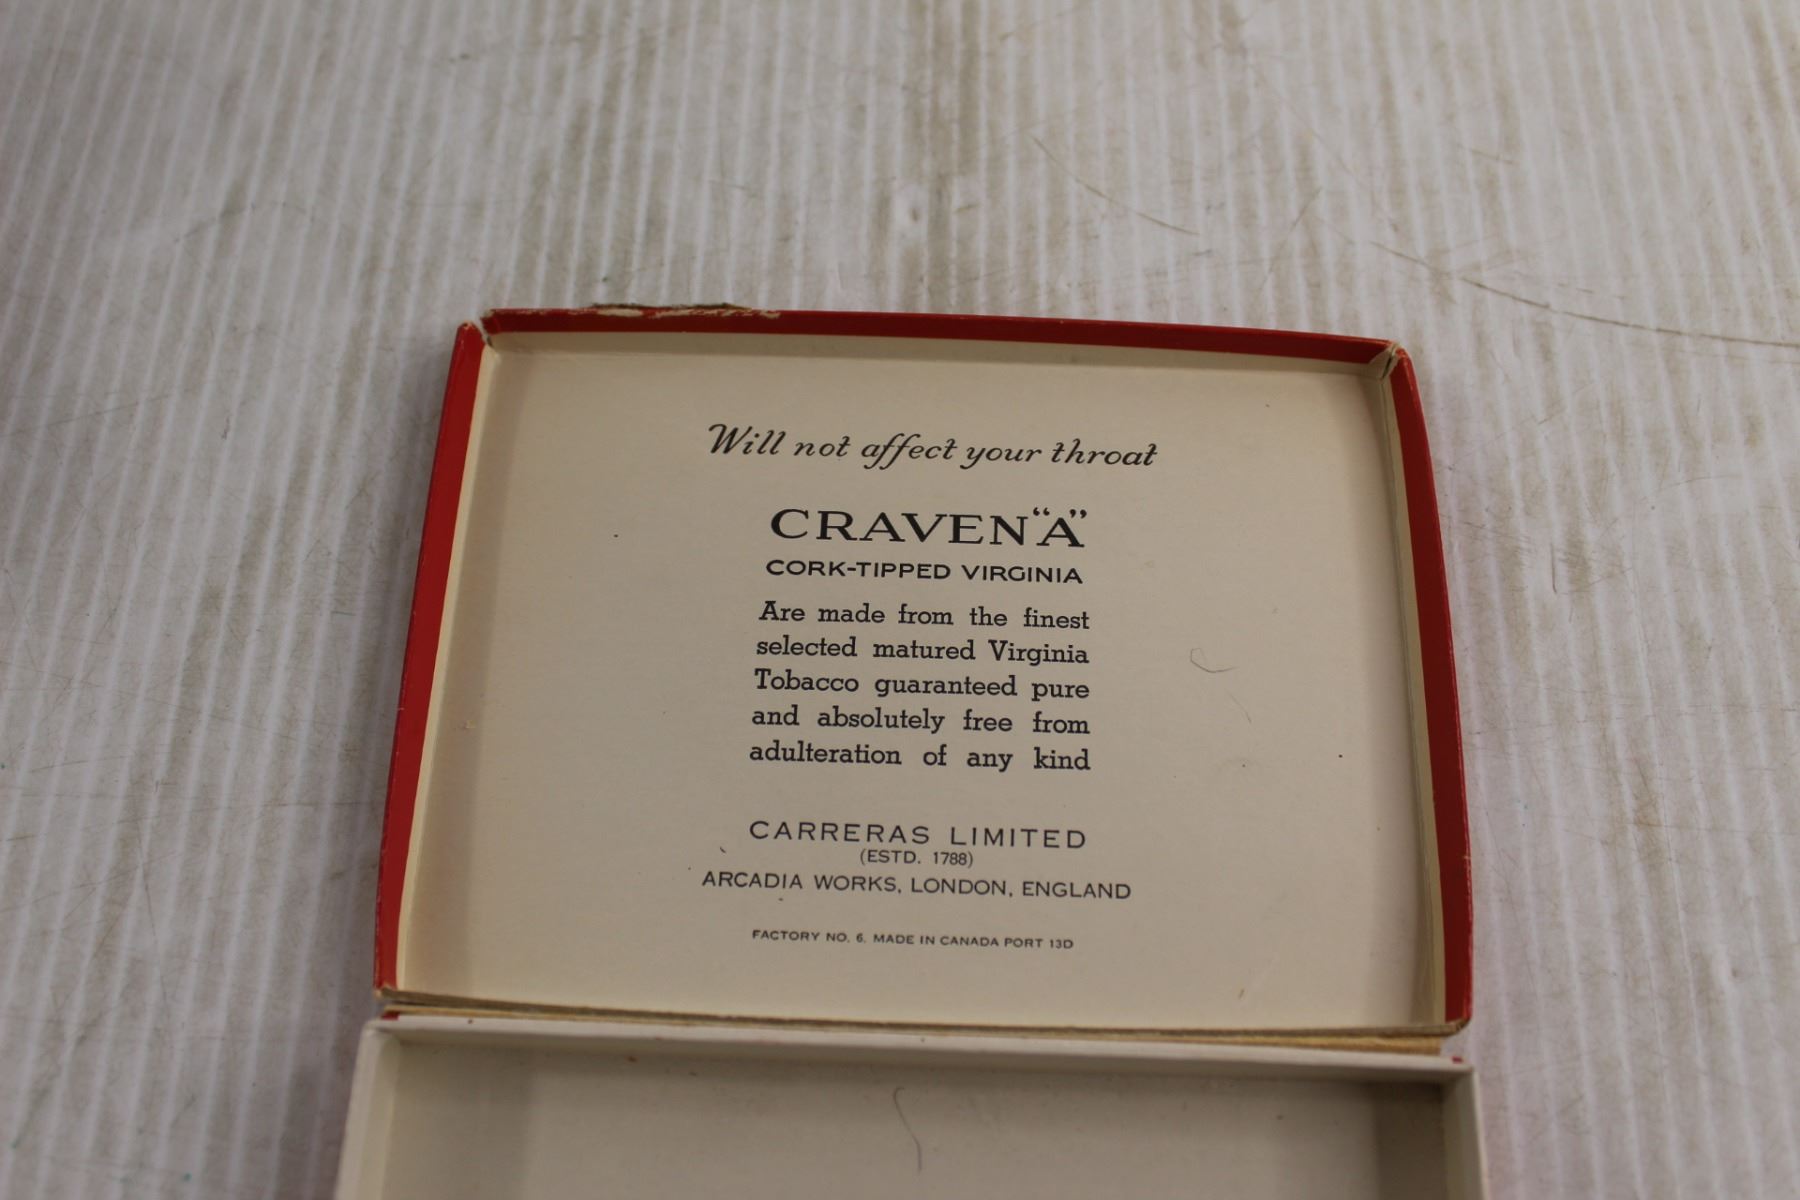 Will not affect your throat
CRAVEN "A"
CORK-TIPPED VIRGINIA
Are made from the finest
selected matured Virginia
Tobacco guaranteed pure
and absolutely free from
adulteration of any kind
CARRERAS LIMITED
(ESTD. 1788)
ARCADIA WORKS, LONDON, ENGLAND
FACTORY NO. 6. MADE IN CANADA PORT 13D